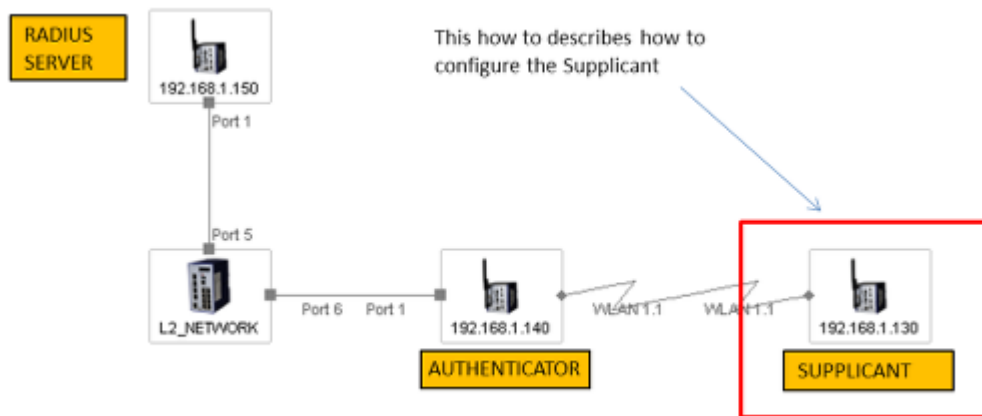 RADIUS
SERVER
192.168.1.150
This how to describes how to
configure the Supplicant
Port 1
Port 5
L2_NETWORK
Port 6
Port 1
192.168.1.140
WLAN 1.1
WLAN 1.1
192.168.1.130
AUTHENTICATOR
SUPPLICANT